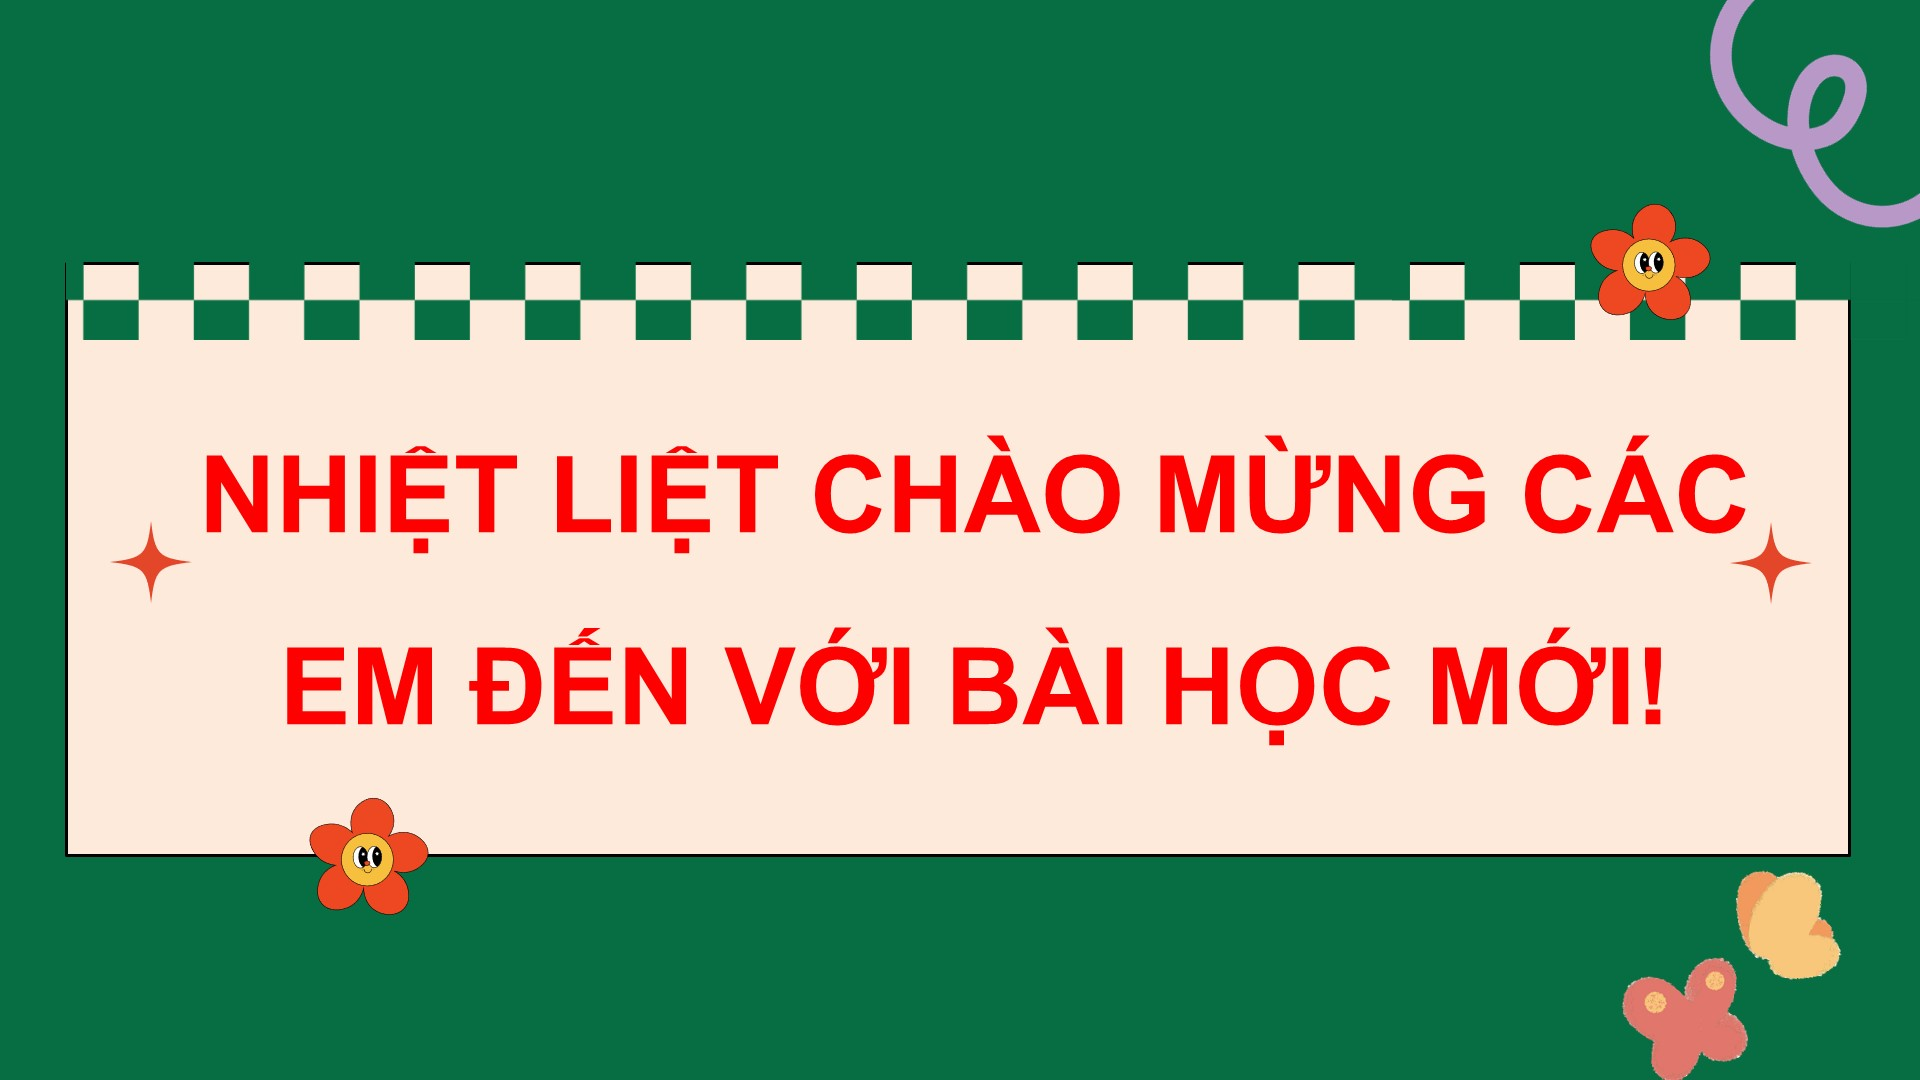 NHIỆT LIỆT CHÀO MỪNG CÁC
EM ĐẾN VỚI BÀI HỌC MỚI!